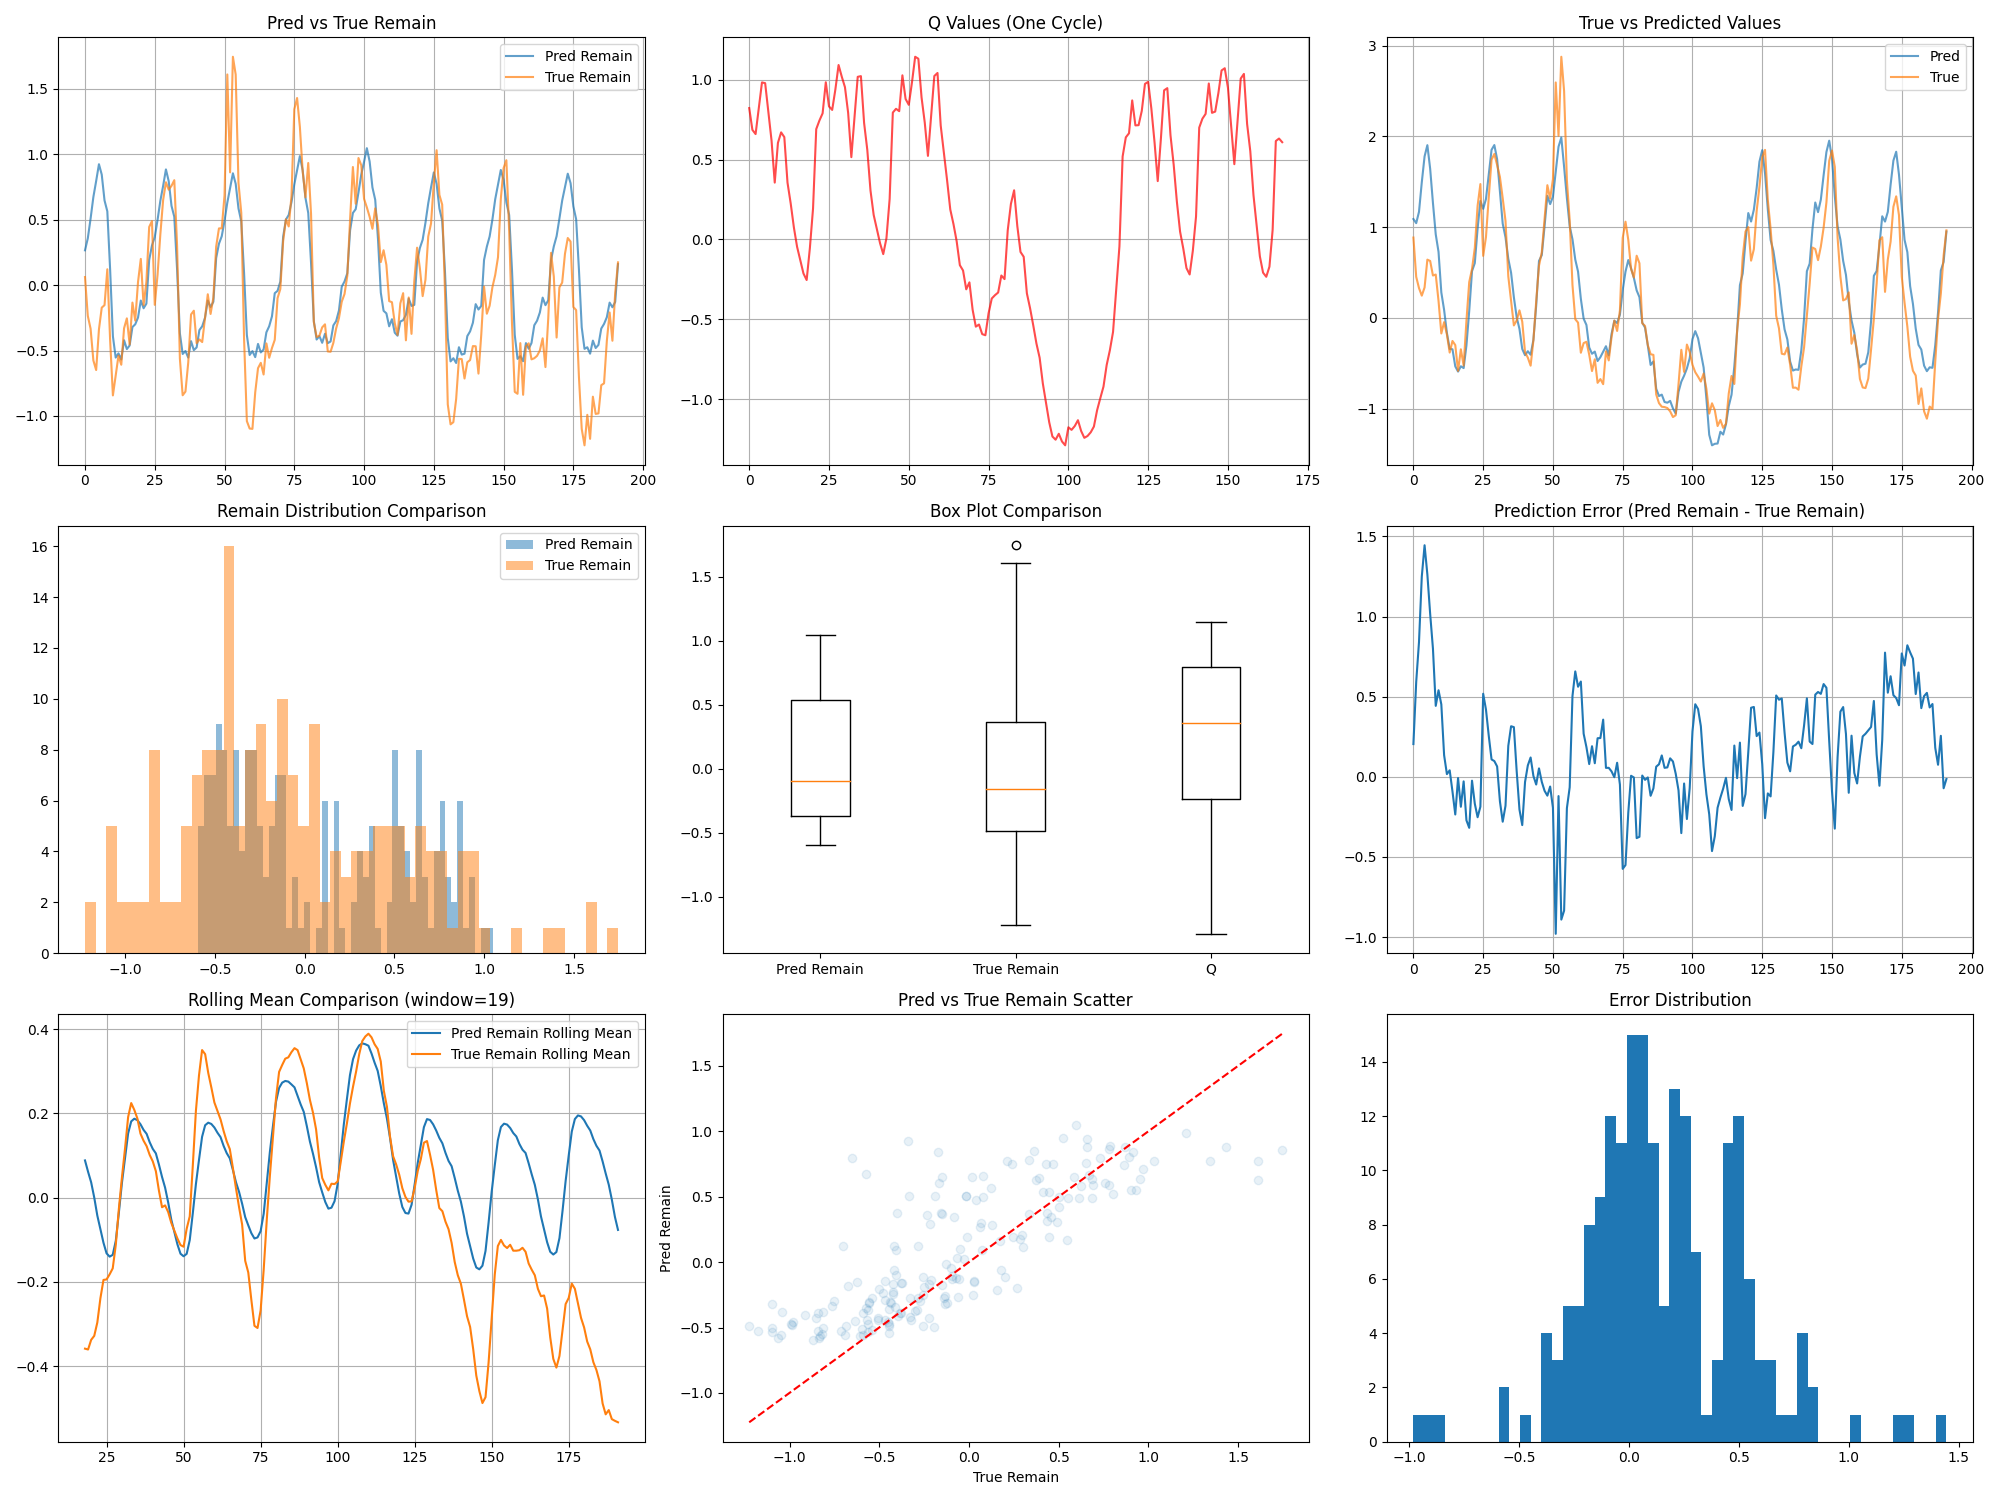 Pred vs True Remain
Pred Remain
True Remain
1.5
1.0
0.5
0.0
−0.5
−1.0
0 25 50 75 100 125 150 175 200
Q Values (One Cycle)
1.0
0.5
0.0
−0.5
−1.0
0 25 50 75 100 125 150 175
True vs Predicted Values
Pred
True
3
2
1
0
−1
0 25 50 75 100 125 150 175 200
Remain Distribution Comparison
Pred Remain
True Remain
16
14
12
10
8
6
4
2
0
−1.0 −0.5 0.0 0.5 1.0 1.5
Box Plot Comparison
1.5
1.0
0.5
0.0
−0.5
−1.0
Pred Remain True Remain Q
Prediction Error (Pred Remain - True Remain)
1.5
1.0
0.5
0.0
−0.5
−1.0
0 25 50 75 100 125 150 175 200
Rolling Mean Comparison (window=19)
Pred Remain Rolling Mean
True Remain Rolling Mean
0.4
0.2
0.0
−0.2
−0.4
25 50 75 100 125 150 175
Pred vs True Remain Scatter
Pred Remain
1.5
1.0
0.5
0.0
−0.5
−1.0
−1.0 −0.5 0.0 0.5 1.0 1.5
True Remain
Error Distribution
14
12
10
8
6
4
2
0
−1.0 −0.5 0.0 0.5 1.0 1.5